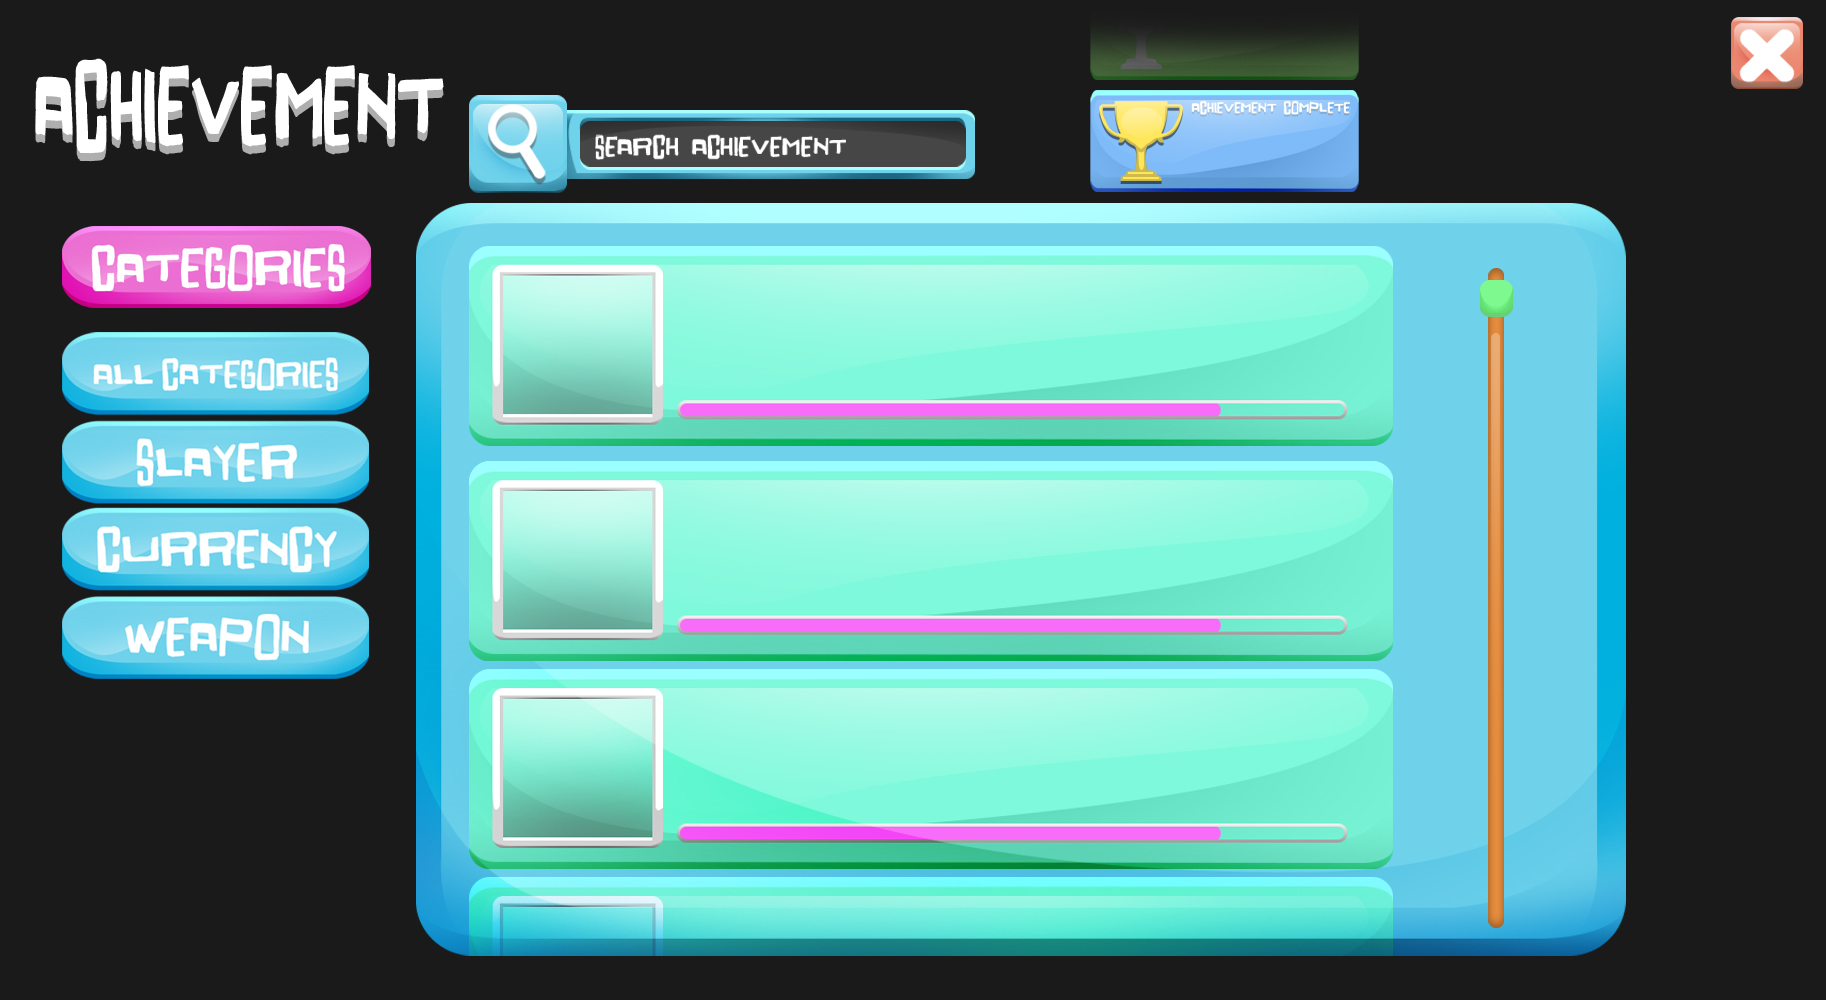 ACHIEVEMENT
SEARCH ACHIEVEMENT
ACHIEVEMENT COMPLETE
CATEGORIES
ALL CATEGORIES
SLAYER
CURRENCY
WEAPON